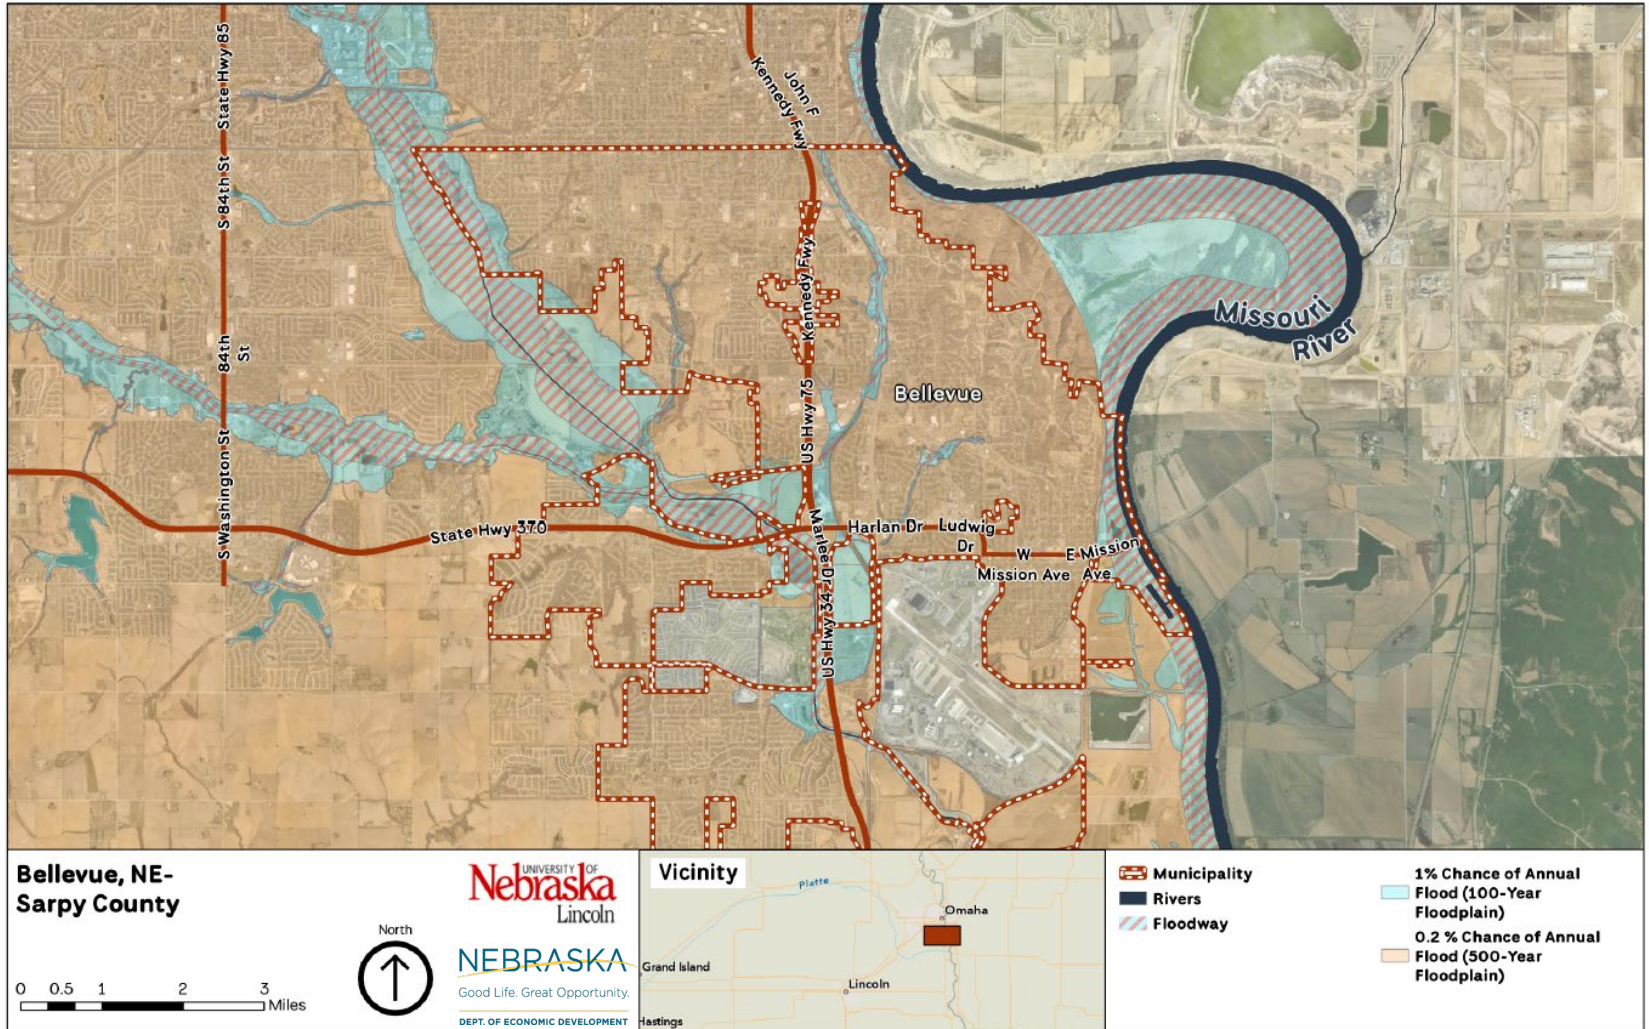 S 84th St State Hwy 85
John F
Kennedy Fwy
Kennedy Fwy
Missouri
River
84th
St
US Hwy 75
Bellevue
S Washington St
State Hwy 370
Marlee Dr
Harlan Dr
Ludwig
Dr
W
Mission Ave
E Mission
Ave
US Hwy 34
Bellevue, NE-
Sarpy County
0 0.5 1 2 3
Miles
North
UNIVERSITY OF
Nebraska
Lincoln
NEBRASKA
Good Life. Great Opportunity.
DEPT. OF ECONOMIC DEVELOPMENT
Vicinity
Platte
Omaha
Grand Island
Lincoln
Hastings
Municipality
Rivers
Floodway
1% Chance of Annual
Flood (100-Year
Floodplain)
0.2 % Chance of Annual
Flood (500-Year
Floodplain)